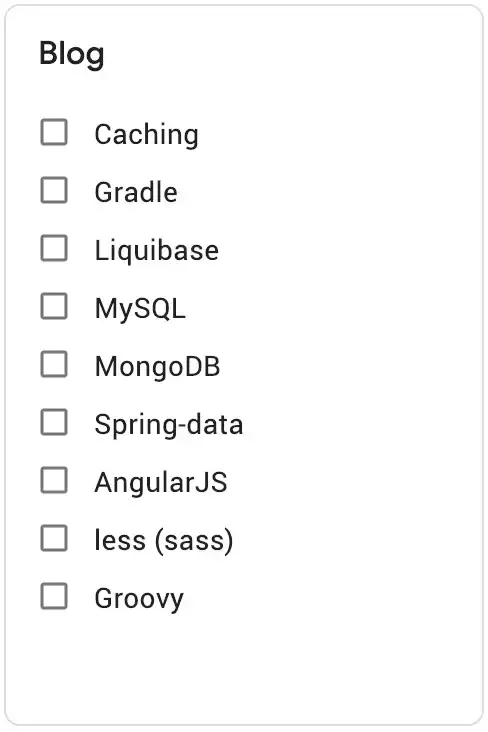 Blog
Caching
Gradle
Liquibase
MySQL
MongoDB
Spring-data
AngularJS
less (sass)
Groovy